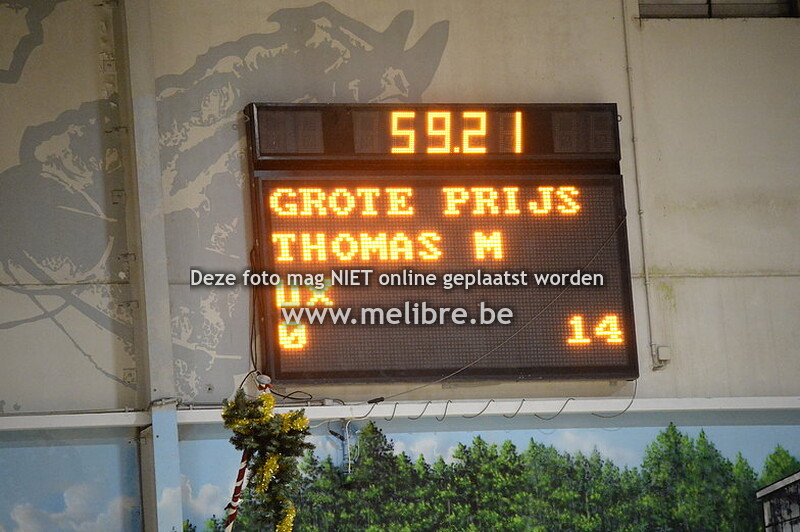 59.21
GROTE PRIJS
THOMAS M
Deze foto mag NIET online geplaatst worden
www.melibre.be
0 14